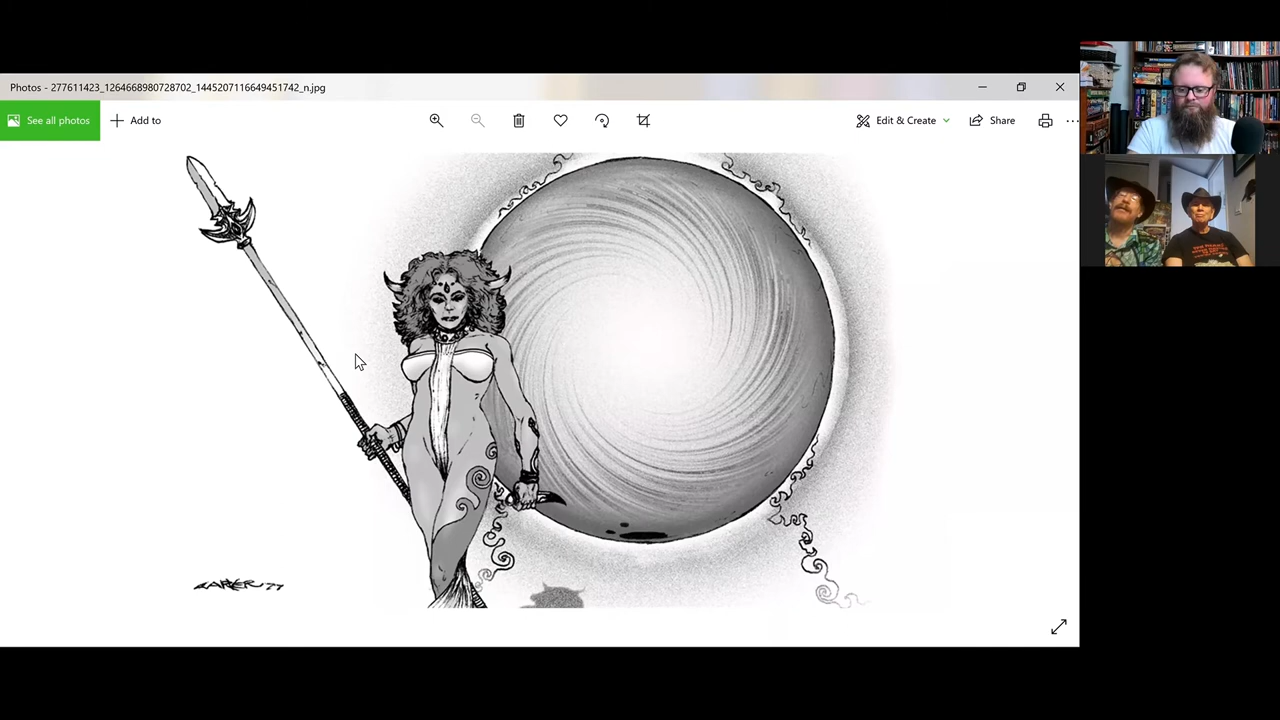 Photos - 277611423_1264668980728702_1445207116649451742_n.jpg
See all photos
Add to
Edit & Create
Share